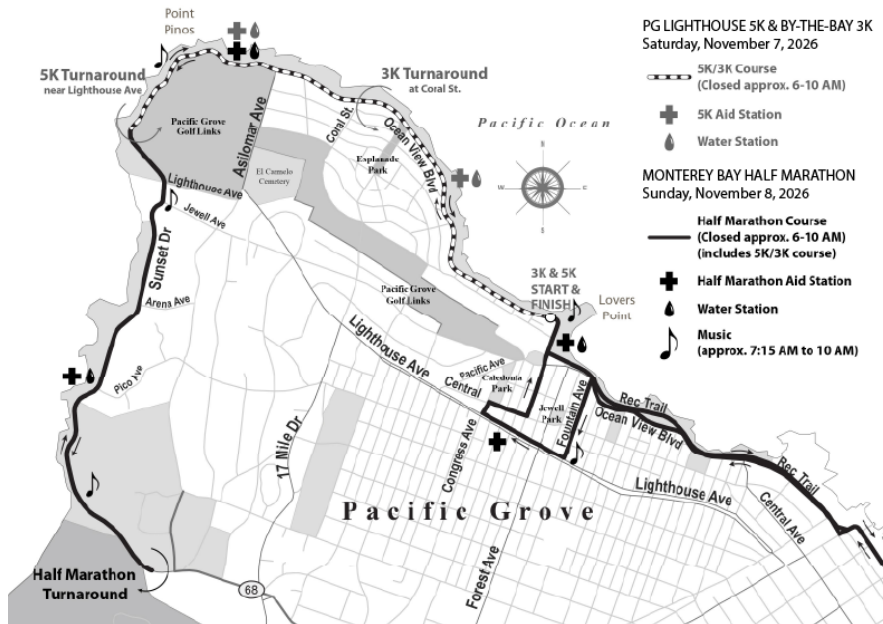 Point
Pinos
5K Turnaround
near Lighthouse Ave
3K Turnaround
at Coral St.
Pacific Grove
Golf Links
Asilomar Ave
Coral St.
Ocean View Blvd
Esplanade
Park
El Carmelo
Cemetery
Pacific Ocean
N
W
E
S
Lighthouse Ave
Jewell Ave
Sunset Dr
Arena Ave
Pico Ave
17 Mile Dr
Pacific Grove
Golf Links
3K & 5K
START &
FINISH
Lovers
Point
Lighthouse Ave
Pacific Ave
Central
Caledonia
Park
Jewell
Park
Fountain Ave
Rec Trail
Ocean View Blvd
Congress Ave
Lighthouse Ave
Rec Trail
Central Ave
Pacific Grove
Forest Ave
68
Half Marathon
Turnaround
PG LIGHTHOUSE 5K & BY-THE-BAY 3K
Saturday, November 7, 2026
5K/3K Course
(Closed approx. 6-10 AM)
5K Aid Station
Water Station
MONTEREY BAY HALF MARATHON
Sunday, November 8, 2026
Half Marathon Course
(Closed approx. 6-10 AM)
(includes 5K/3K course)
Half Marathon Aid Station
Water Station
Music
(approx. 7:15 AM to 10 AM)